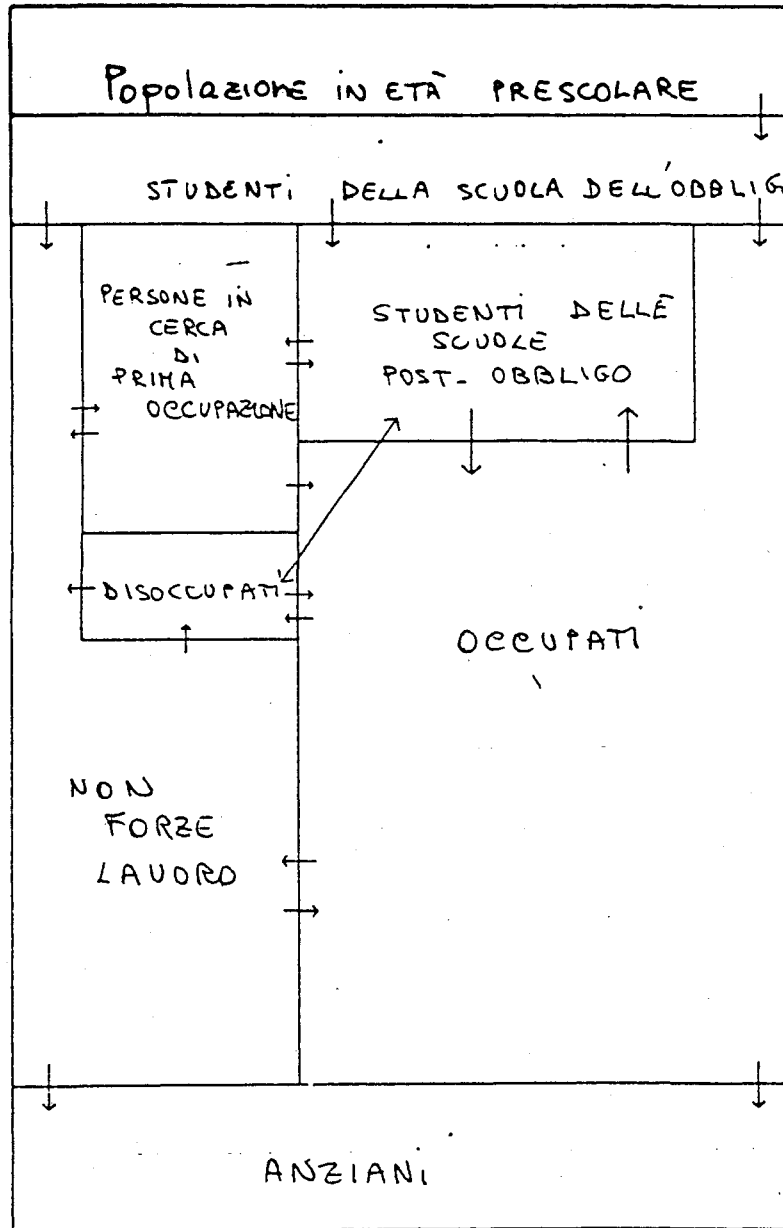 Popolazione IN ETÀ PRESCOLARE
STUDENTI DELLA SCUOLA DELL'OBBLIG
PERSONE IN
CERCA
DI
PRIMA
OCCUPAZIONE
STUDENTI DELLE
SCUOLE
POST- OBBLIGO
DISOCCUPATI
OCCUPATI
NON
FORZE
LAVORO
ANZIANI